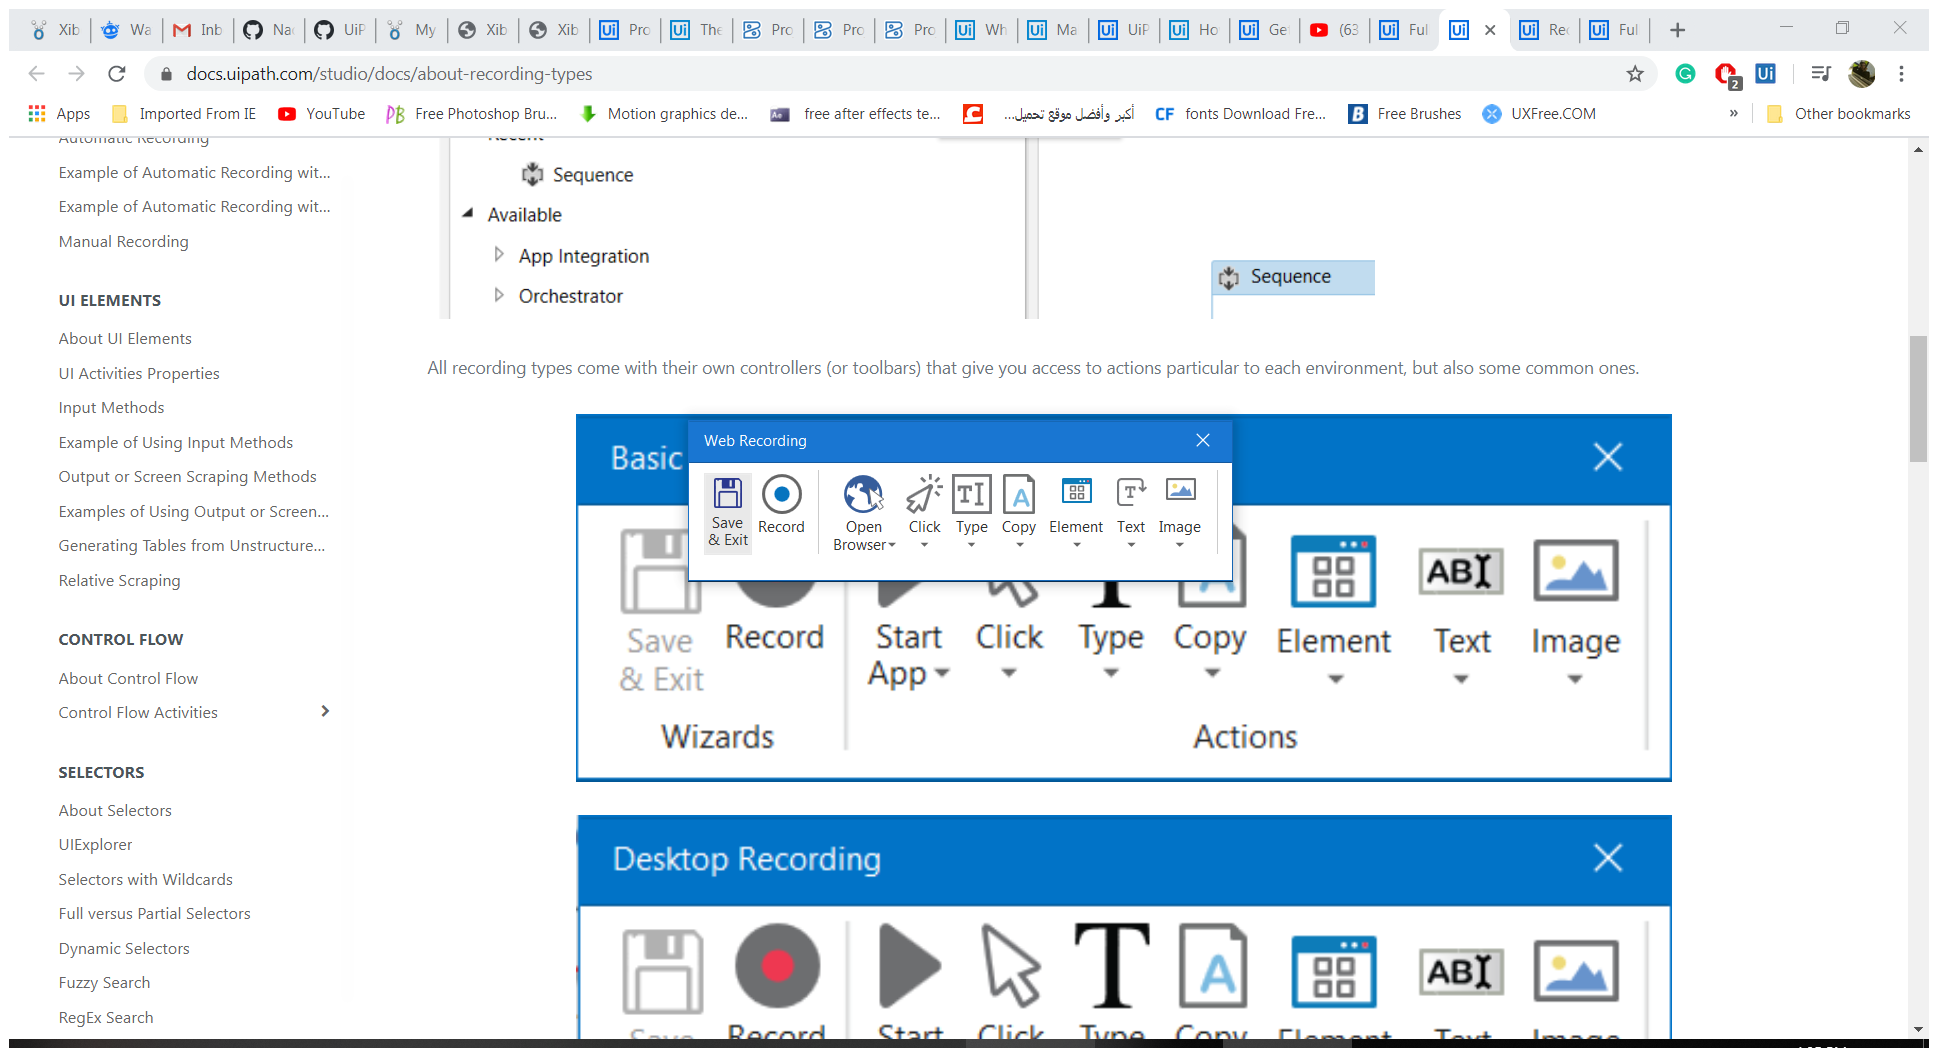 Xib Wa Inb Na UiP My Xib Xib Pro The Pro Pro Pro Wh Ma UiP Ho Ge (63 Ful Rec Ful
docs.uipath.com/studio/docs/about-recording-types
2
Apps Imported From IE YouTube Free Photoshop Bru... Motion graphics de... free after effects te... أكبر وأفضل موقع تحميل... fonts Download Fre... Free Brushes UXFree.COM » Other bookmarks
Automatic Recording
Example of Automatic Recording wit...
Example of Automatic Recording wit...
Manual Recording
UI ELEMENTS
About UI Elements
UI Activities Properties
Input Methods
Example of Using Input Methods
Output or Screen Scraping Methods
Examples of Using Output or Screen...
Generating Tables from Unstructure...
Relative Scraping
CONTROL FLOW
About Control Flow
Control Flow Activities
SELECTORS
About Selectors
UIExplorer
Selectors with Wildcards
Full versus Partial Selectors
Dynamic Selectors
Fuzzy Search
RegEx Search
Recent
Sequence
Available
App Integration
Orchestrator
Sequence
All recording types come with their own controllers (or toolbars) that give you access to actions particular to each environment, but also some common ones.
Web Recording
Save
& Exit
Record
Open
Browser
Click
Type
Copy
Element
Text
Image
Basic
Save
& Exit
Record
Start
App
Click
Type
Copy
Element
Text
Image
Wizards
Actions
Desktop Recording
Save Record Start Click Type Copy Element Text Image